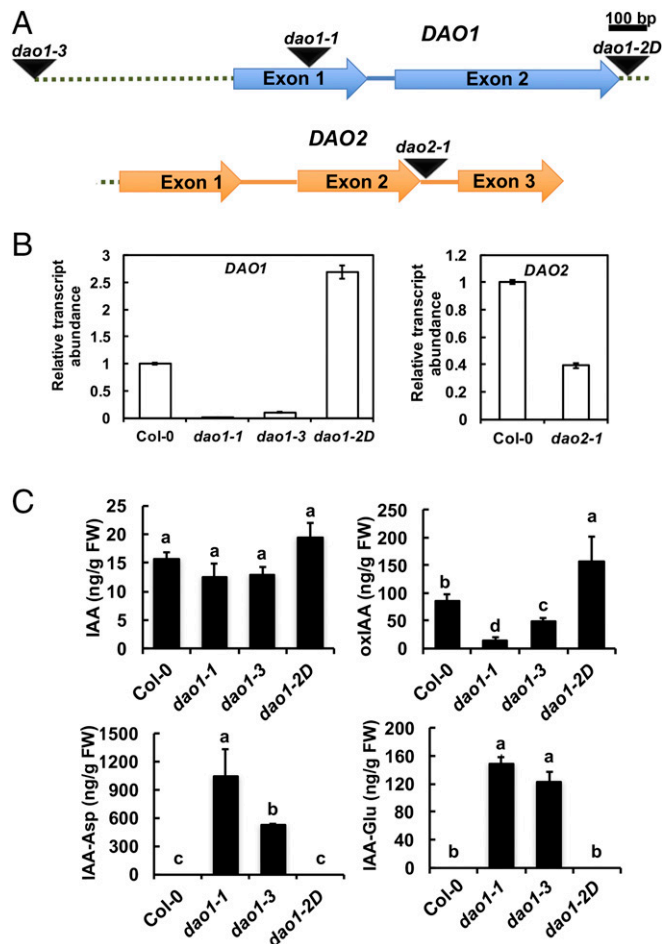 A
100 bp
dao1-3
dao1-1
DAO1
dao1-2D
Exon 1
Exon 2
DAO2
dao2-1
Exon 1
Exon 2
Exon 3
B
Relative transcript abundance
3
2.5
2
1.5
1
0.5
0
DAO1
Col-0
dao1-1
dao1-3
dao1-2D
Relative transcript abundance
1.2
1
0.8
0.6
0.4
0.2
0
DAO2
Col-0
dao2-1
C
IAA (ng/g FW)
25
20
15
10
5
0
a
a
a
a
Col-0
dao1-1
dao1-3
dao1-2D
oxIAA (ng/g FW)
250
200
150
100
50
0
b
d
c
a
Col-0
dao1-1
dao1-3
dao1-2D
IAA-Asp (ng/g FW)
1500
1200
900
600
300
0
c
a
b
c
Col-0
dao1-1
dao1-3
dao1-2D
IAA-Glu (ng/g FW)
200
160
120
80
40
0
b
a
a
b
Col-0
dao1-1
dao1-3
dao1-2D